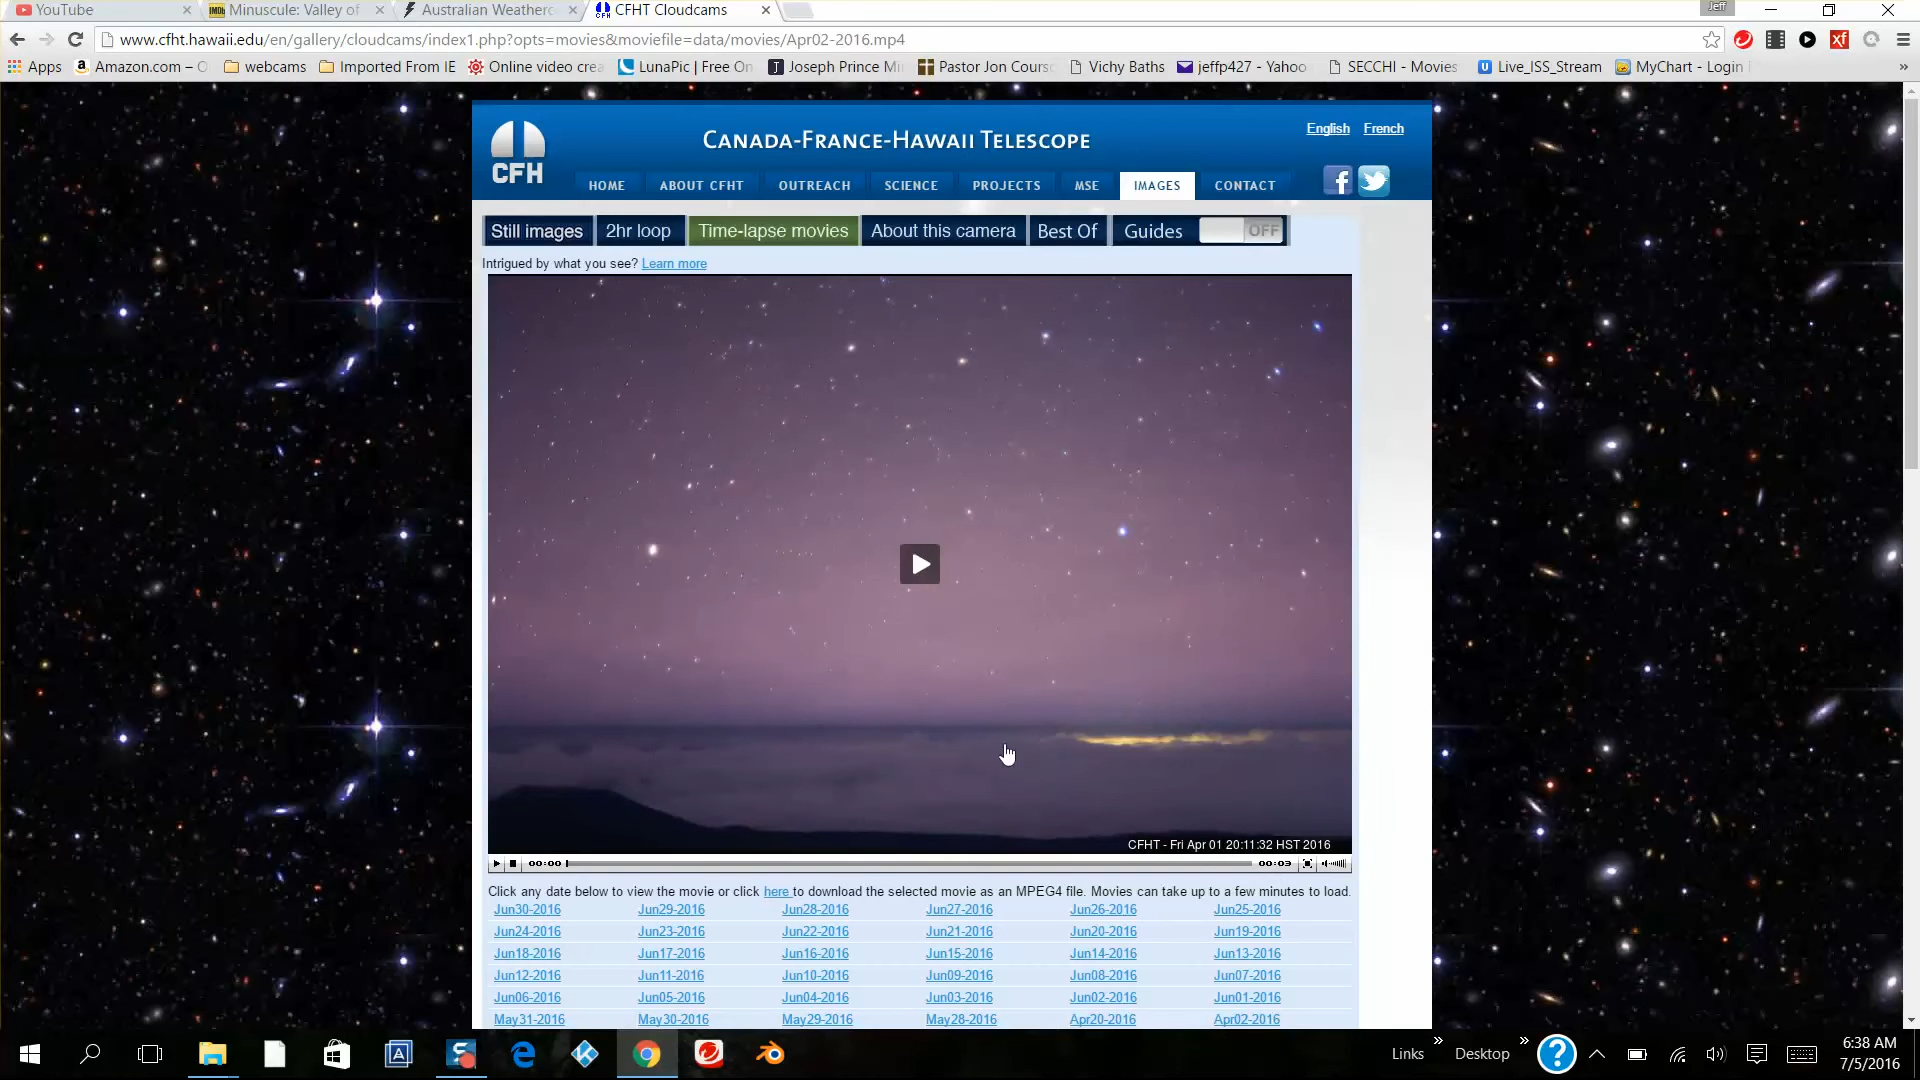 YouTube
IMDb Minuscule: Valley of
Australian Weatherc
CFHT Cloudcams
Jeff
www.cfht.hawaii.edu/en/gallery/cloudcams/index1.php?opts=movies&moviefile=data/movies/Apr02-2016.mp4
Apps
Amazon.com –
webcams
Imported From IE
Online video crea
LunaPic | Free On
Joseph Prince Mi
Pastor Jon Course
Vichy Baths
jeffp427 - Yahoo
SECCHI - Movies
Live_ISS_Stream
MyChart - Login
CFH
CANADA-FRANCE-HAWAII TELESCOPE
English French
HOME ABOUT CFHT OUTREACH SCIENCE PROJECTS MSE IMAGES CONTACT
Still images 2hr loop Time-lapse movies About this camera Best Of Guides OFF
Intrigued by what you see? Learn more
CFHT - Fri Apr 01 20:11:32 HST 2016
00:00 00:03
Click any date below to view the movie or click here to download the selected movie as an MPEG4 file. Movies can take up to a few minutes to load.
Jun30-2016 Jun29-2016 Jun28-2016 Jun27-2016 Jun26-2016 Jun25-2016
Jun24-2016 Jun23-2016 Jun22-2016 Jun21-2016 Jun20-2016 Jun19-2016
Jun18-2016 Jun17-2016 Jun16-2016 Jun15-2016 Jun14-2016 Jun13-2016
Jun12-2016 Jun11-2016 Jun10-2016 Jun09-2016 Jun08-2016 Jun07-2016
Jun06-2016 Jun05-2016 Jun04-2016 Jun03-2016 Jun02-2016 Jun01-2016
May31-2016 May30-2016 May29-2016 May28-2016 Apr20-2016 Apr02-2016
Links » Desktop »
6:38 AM
7/5/2016